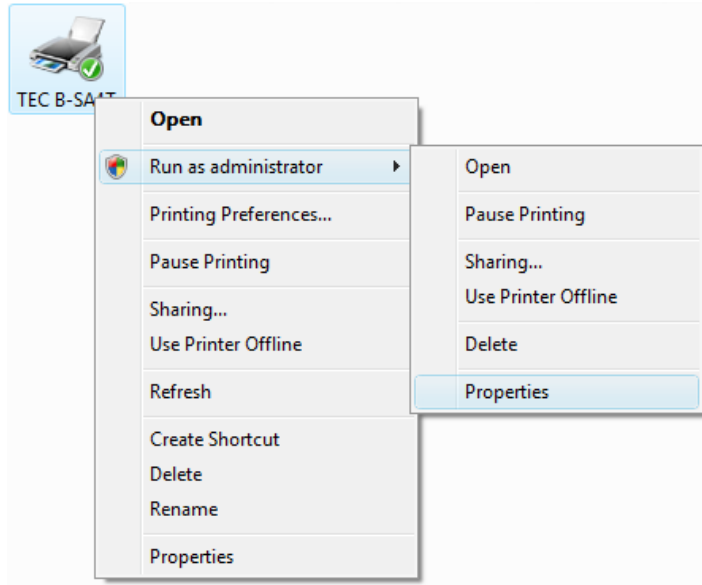 TEC B-SA4T
Open
Run as administrator
Printing Preferences...
Pause Printing
Sharing...
Use Printer Offline
Refresh
Create Shortcut
Delete
Rename
Properties
Open
Pause Printing
Sharing...
Use Printer Offline
Delete
Properties